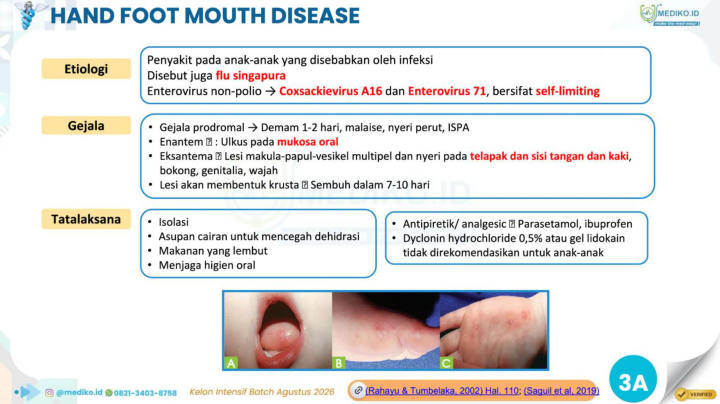 HAND FOOT MOUTH DISEASE
MEDIKO.ID
Etiologi
Penyakit pada anak-anak yang disebabkan oleh infeksi
Disebut juga flu singapura
Enterovirus non-polio → Coxsackievirus A16 dan Enterovirus 71, bersifat self-limiting
Gejala
• Gejala prodromal → Demam 1-2 hari, malaise, nyeri perut, ISPA
• Enantem : Ulkus pada mukosa oral
• Eksantema Lesi makula-papul-vesikel multipel dan nyeri pada telapak dan sisi tangan dan kaki,
bokong, genitalia, wajah
• Lesi akan membentuk krusta Sembuh dalam 7-10 hari
Tatalaksana
• Isolasi
• Asupan cairan untuk mencegah dehidrasi
• Makanan yang lembut
• Menjaga higien oral
• Antipiretik/ analgesic Parasetamol, ibuprofen
• Dyclonin hydrochloride 0,5% atau gel lidokain
tidak direkomendasikan untuk anak-anak
MEDIKO.ID
A
B
C
@mediko.id 0821-3403-8758
Kelon Intensif Batch Agustus 2026
(Rahayu & Tumbelaka, 2002) Hal. 110; (Saguil et al, 2019)
3A
VERIFIED